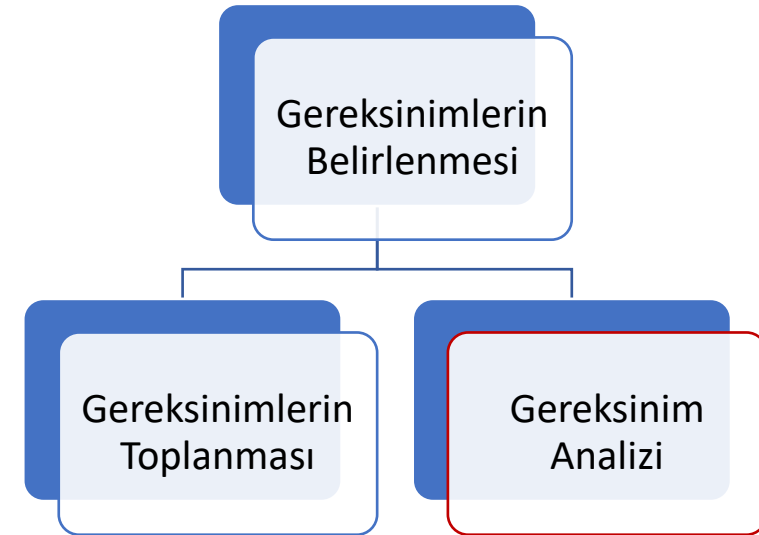 Gereksinimlerin
Belirlenmesi
Gereksinimlerin
Toplanması
Gereksinim
Analizi